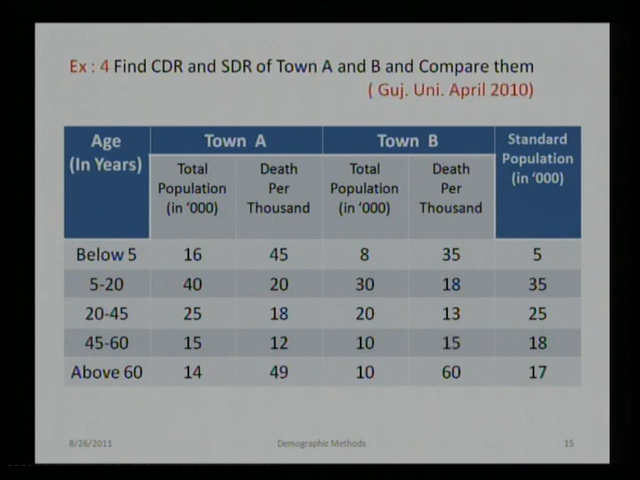 Ex : 4 Find CDR and SDR of Town A and B and Compare them
( Guj. Uni. April 2010)
Age (In Years) Town A Town B Standard Population (in '000)
Total Population (in '000) Death Per Thousand Total Population (in '000) Death Per Thousand
Below 5 16 45 8 35 5
5-20 40 20 30 18 35
20-45 25 18 20 13 25
45-60 15 12 10 15 18
Above 60 14 49 10 60 17
8/26/2011 Demographic Methods 15